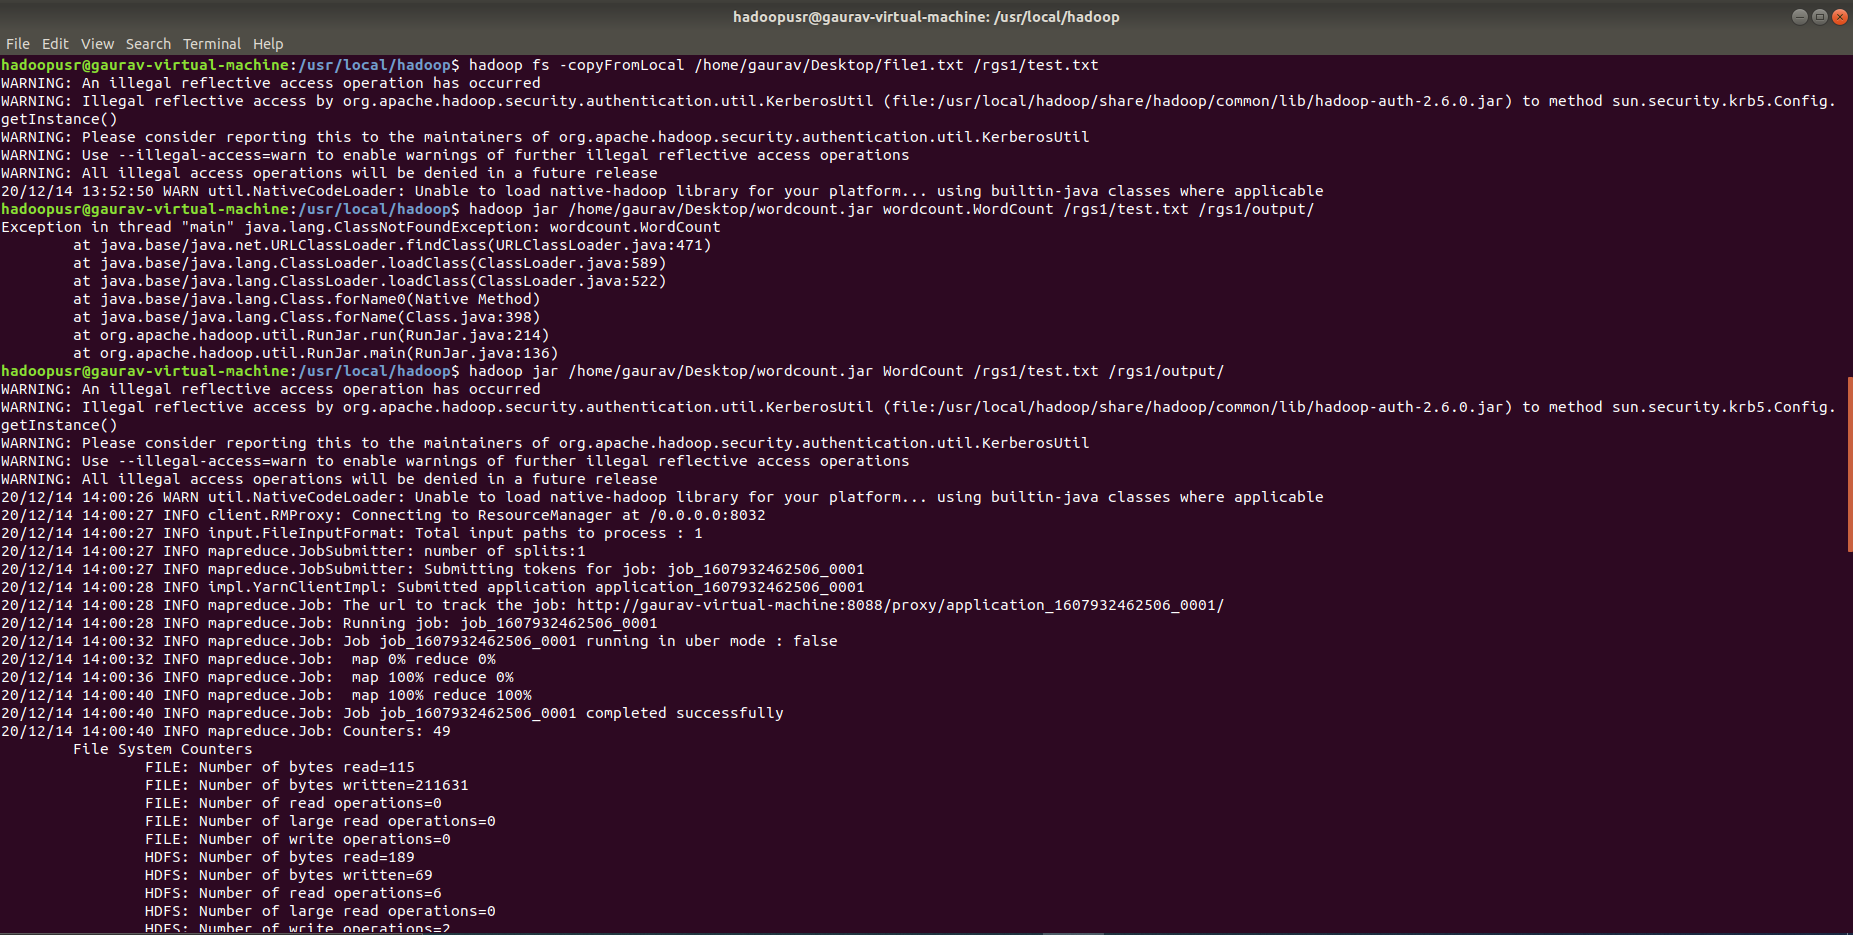 hadoopusr@gaurav-virtual-machine: /usr/local/hadoop
File Edit View Search Terminal Help
hadoopusr@gaurav-virtual-machine:/usr/local/hadoop$ hadoop fs -copyFromLocal /home/gaurav/Desktop/file1.txt /rgs1/test.txt
WARNING: An illegal reflective access operation has occurred
WARNING: Illegal reflective access by org.apache.hadoop.security.authentication.util.KerberosUtil (file:/usr/local/hadoop/share/hadoop/common/lib/hadoop-auth-2.6.0.jar) to method sun.security.krb5.Config.
getInstance()
WARNING: Please consider reporting this to the maintainers of org.apache.hadoop.security.authentication.util.KerberosUtil
WARNING: Use --illegal-access=warn to enable warnings of further illegal reflective access operations
WARNING: All illegal access operations will be denied in a future release
20/12/14 13:52:50 WARN util.NativeCodeLoader: Unable to load native-hadoop library for your platform... using builtin-java classes where applicable
hadoopusr@gaurav-virtual-machine:/usr/local/hadoop$ hadoop jar /home/gaurav/Desktop/wordcount.jar wordcount.WordCount /rgs1/test.txt /rgs1/output/
Exception in thread "main" java.lang.ClassNotFoundException: wordcount.WordCount
at java.base/java.net.URLClassLoader.findClass(URLClassLoader.java:471)
at java.base/java.lang.ClassLoader.loadClass(ClassLoader.java:589)
at java.base/java.lang.ClassLoader.loadClass(ClassLoader.java:522)
at java.base/java.lang.Class.forName0(Native Method)
at java.base/java.lang.Class.forName(Class.java:398)
at org.apache.hadoop.util.RunJar.run(RunJar.java:214)
at org.apache.hadoop.util.RunJar.main(RunJar.java:136)
hadoopusr@gaurav-virtual-machine:/usr/local/hadoop$ hadoop jar /home/gaurav/Desktop/wordcount.jar WordCount /rgs1/test.txt /rgs1/output/
WARNING: An illegal reflective access operation has occurred
WARNING: Illegal reflective access by org.apache.hadoop.security.authentication.util.KerberosUtil (file:/usr/local/hadoop/share/hadoop/common/lib/hadoop-auth-2.6.0.jar) to method sun.security.krb5.Config.
getInstance()
WARNING: Please consider reporting this to the maintainers of org.apache.hadoop.security.authentication.util.KerberosUtil
WARNING: Use --illegal-access=warn to enable warnings of further illegal reflective access operations
WARNING: All illegal access operations will be denied in a future release
20/12/14 14:00:26 WARN util.NativeCodeLoader: Unable to load native-hadoop library for your platform... using builtin-java classes where applicable
20/12/14 14:00:27 INFO client.RMProxy: Connecting to ResourceManager at /0.0.0.0:8032
20/12/14 14:00:27 INFO input.FileInputFormat: Total input paths to process : 1
20/12/14 14:00:27 INFO mapreduce.JobSubmitter: number of splits:1
20/12/14 14:00:27 INFO mapreduce.JobSubmitter: Submitting tokens for job: job_1607932462506_0001
20/12/14 14:00:28 INFO impl.YarnClientImpl: Submitted application application_1607932462506_0001
20/12/14 14:00:28 INFO mapreduce.Job: The url to track the job: http://gaurav-virtual-machine:8088/proxy/application_1607932462506_0001/
20/12/14 14:00:28 INFO mapreduce.Job: Running job: job_1607932462506_0001
20/12/14 14:00:32 INFO mapreduce.Job: Job job_1607932462506_0001 running in uber mode : false
20/12/14 14:00:32 INFO mapreduce.Job:  map 0% reduce 0%
20/12/14 14:00:36 INFO mapreduce.Job:  map 100% reduce 0%
20/12/14 14:00:40 INFO mapreduce.Job:  map 100% reduce 100%
20/12/14 14:00:40 INFO mapreduce.Job: Job job_1607932462506_0001 completed successfully
20/12/14 14:00:40 INFO mapreduce.Job: Counters: 49
File System Counters
FILE: Number of bytes read=115
FILE: Number of bytes written=211631
FILE: Number of read operations=0
FILE: Number of large read operations=0
FILE: Number of write operations=0
HDFS: Number of bytes read=189
HDFS: Number of bytes written=69
HDFS: Number of read operations=6
HDFS: Number of large read operations=0
HDFS: Number of write operations=2